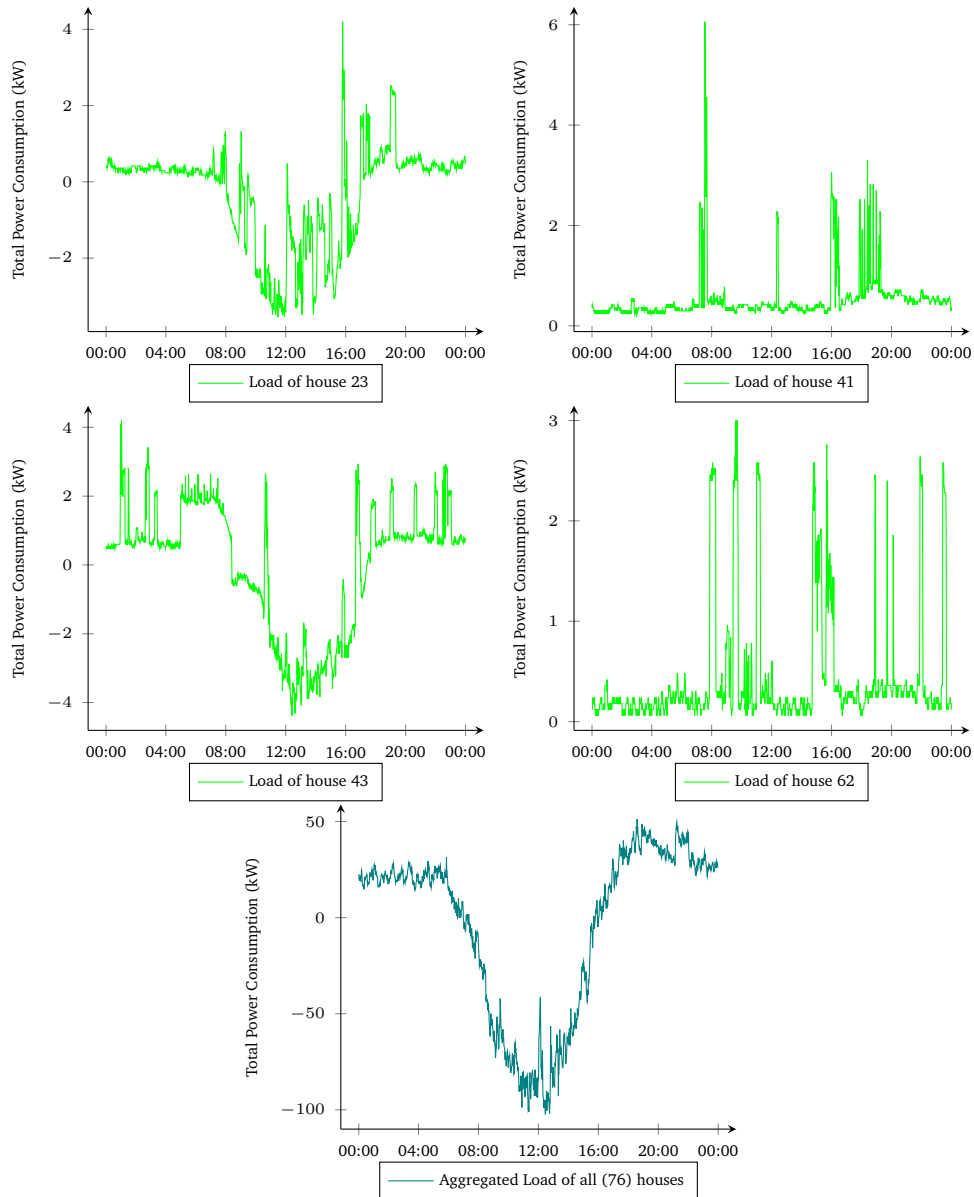 Total Power Consumption (kW)
4
2
0
−2
00:00 04:00 08:00 12:00 16:00 20:00 00:00
Load of house 23
Total Power Consumption (kW)
6
4
2
0
00:00 04:00 08:00 12:00 16:00 20:00 00:00
Load of house 41
Total Power Consumption (kW)
4
2
0
−2
−4
00:00 04:00 08:00 12:00 16:00 20:00 00:00
Load of house 43
Total Power Consumption (kW)
3
2
1
0
00:00 04:00 08:00 12:00 16:00 20:00 00:00
Load of house 62
Total Power Consumption (kW)
50
0
−50
−100
00:00 04:00 08:00 12:00 16:00 20:00 00:00
Aggregated Load of all (76) houses